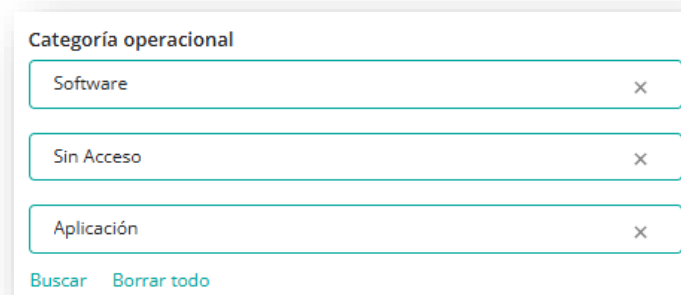 Categoría operacional
Software
Sin Acceso
Aplicación
Buscar Borrar todo